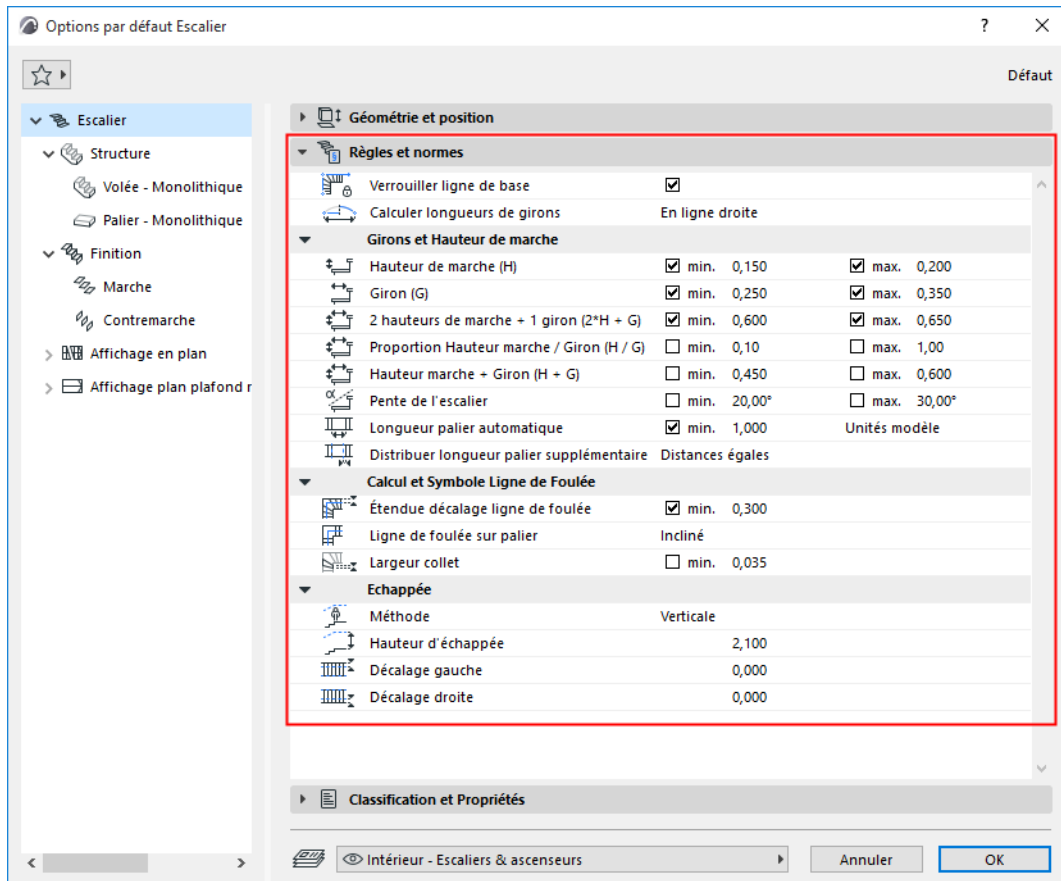 Options par défaut Escalier
?
Défaut
Escalier
Structure
Volée - Monolithique
Palier - Monolithique
Finition
Marche
Contremarche
Affichage en plan
Affichage plan plafond r
Géométrie et position
Règles et normes
Verrouiller ligne de base
Calculer longueurs de girons En ligne droite
Girons et Hauteur de marche
Hauteur de marche (H) min. 0,150 max. 0,200
Giron (G) min. 0,250 max. 0,350
2 hauteurs de marche + 1 giron (2*H + G) min. 0,600 max. 0,650
Proportion Hauteur marche / Giron (H / G) min. 0,10 max. 1,00
Hauteur marche + Giron (H + G) min. 0,450 max. 0,600
Pente de l'escalier min. 20,00° max. 30,00°
Longueur palier automatique min. 1,000 Unités modèle
Distribuer longueur palier supplémentaire Distances égales
Calcul et Symbole Ligne de Foulée
Étendue décalage ligne de foulée min. 0,300
Ligne de foulée sur palier Incliné
Largeur collet min. 0,035
Echappée
Méthode Verticale
Hauteur d'échappée 2,100
Décalage gauche 0,000
Décalage droite 0,000
Classification et Propriétés
Intérieur - Escaliers & ascenseurs
Annuler
OK